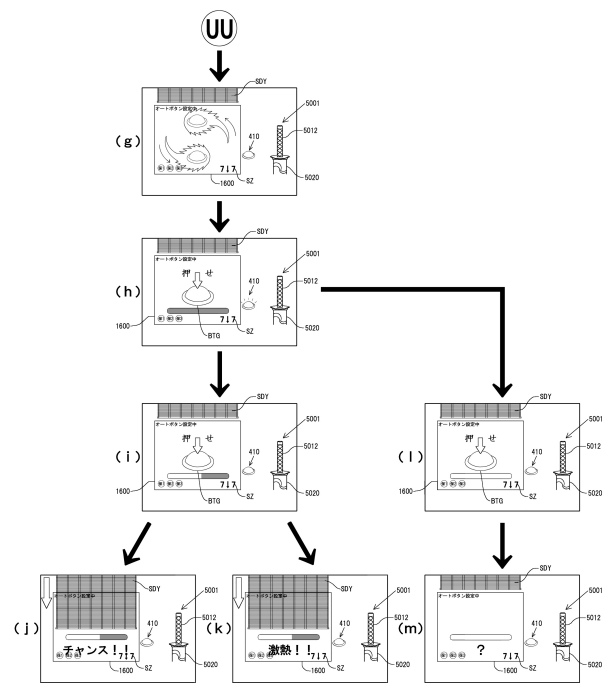 UU
SDY
5001
オートボタン設定中
5012
410
(g)
5020
7↓7
SZ
1600
SDY
5001
オートボタン設定中
押せ
410
5012
(h)
5020
1600
7↓7
SZ
BTG
SDY
5001
オートボタン設定中
押せ
410
5012
(i)
5020
1600
7↓7
SZ
BTG
SDY
5001
オートボタン設定中
押せ
410
5012
(l)
5020
1600
7↓7
SZ
BTG
SDY
5001
オートボタン設定中
410
5012
(j)
チャンス!!
7↓7
5020
1600
SZ
SDY
5001
オートボタン設定中
410
5012
(k)
激熱!!
7↓7
5020
1600
SZ
SDY
5001
オートボタン設定中
410
5012
(m)
?
7↓7
5020
1600
SZ